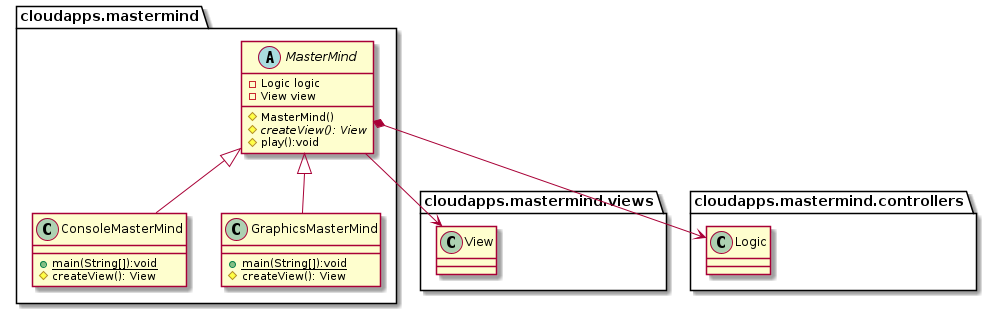 cloudapps.mastermind
A MasterMind
Logic logic
View view
MasterMind()
createView(): View
play():void
C ConsoleMasterMind
main(String[]):void
createView(): View
C GraphicsMasterMind
main(String[]):void
createView(): View
cloudapps.mastermind.views
C View
cloudapps.mastermind.controllers
C Logic